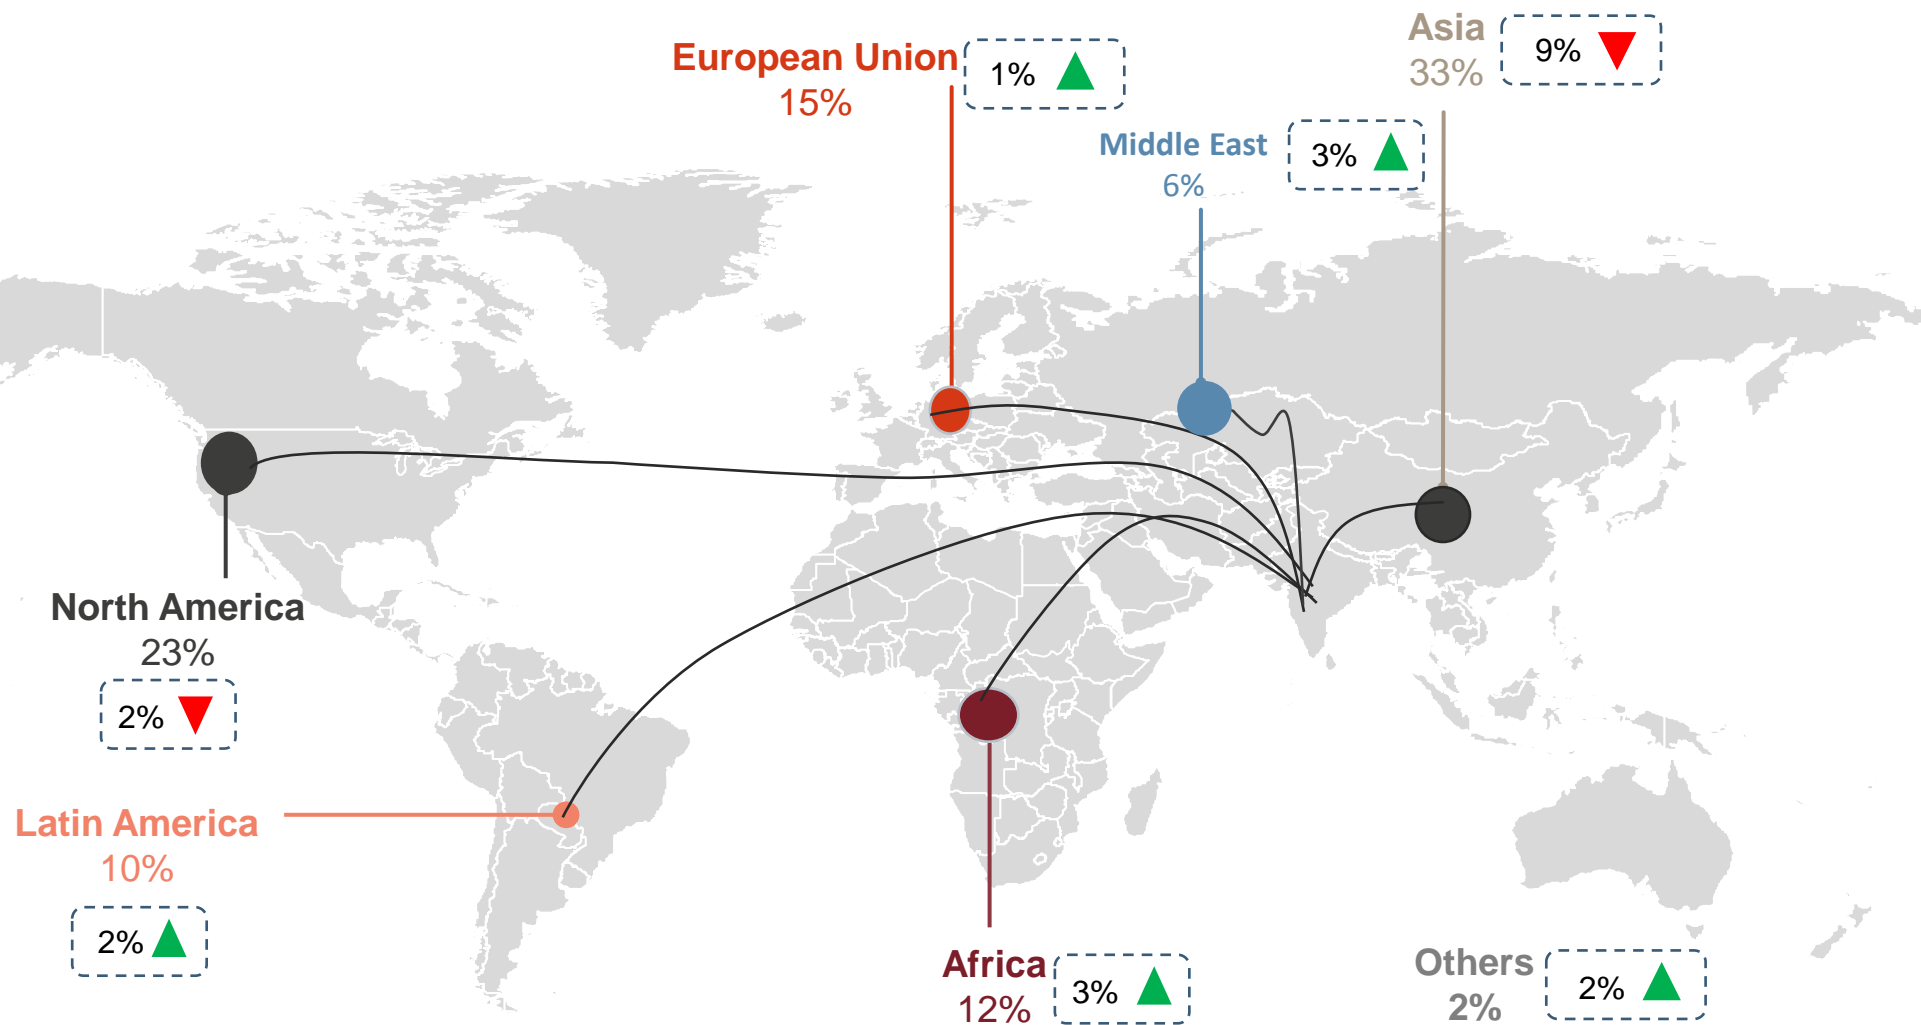 Asia
33%
9%
European Union
15%
1%
Middle East
6%
3%
North America
23%
2%
Latin America
10%
2%
Africa
12%
3%
Others
2%
2%